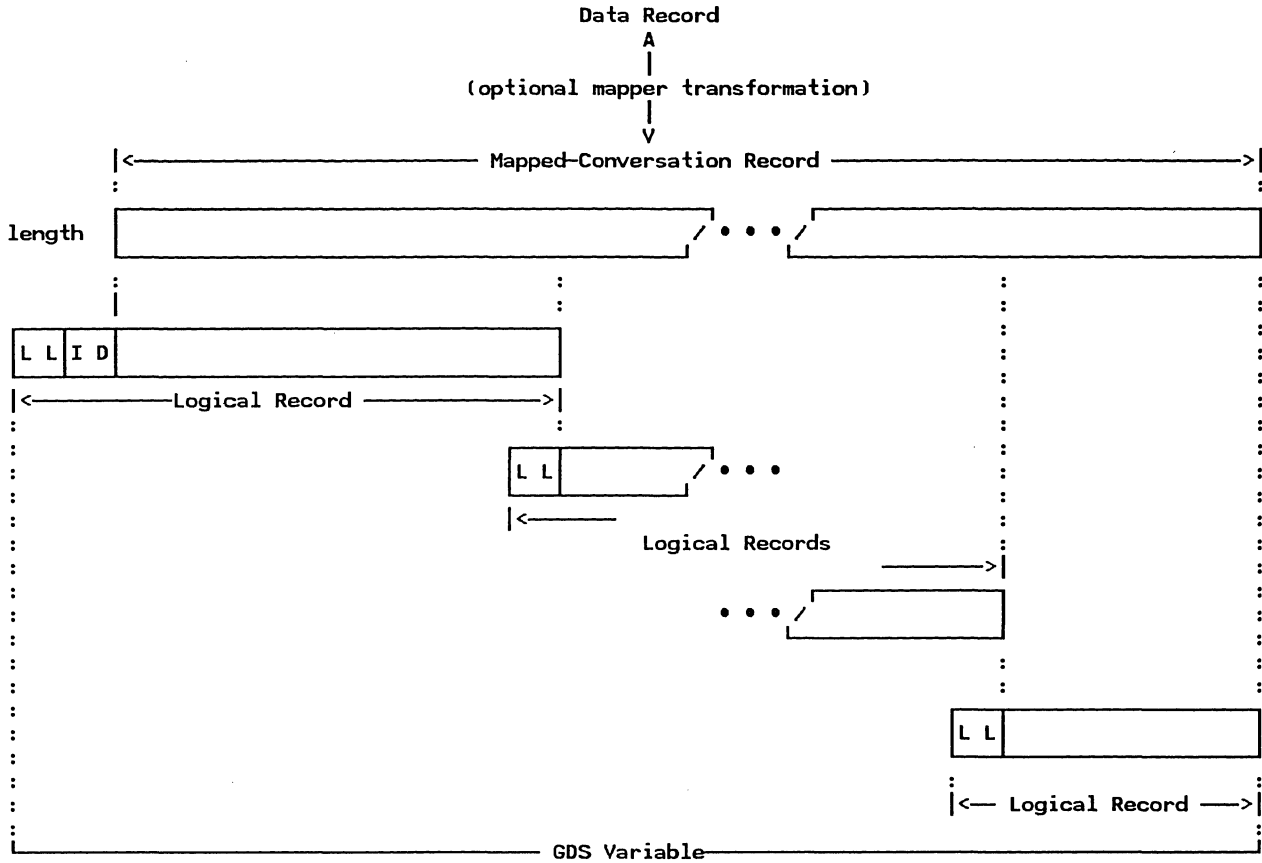 Data Record
(optional mapper transformation)
Mapped-Conversation Record
length
L L I D
Logical Record
L L
Logical Records
L L
Logical Record
GDS Variable